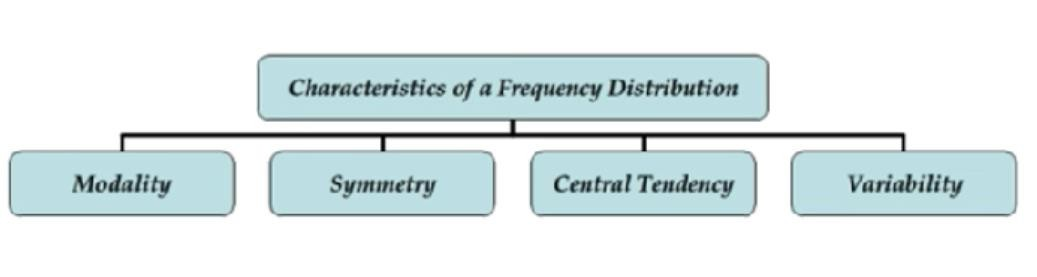 Characteristics of a Frequency Distribution
Modality
Symmetry
Central Tendency
Variability